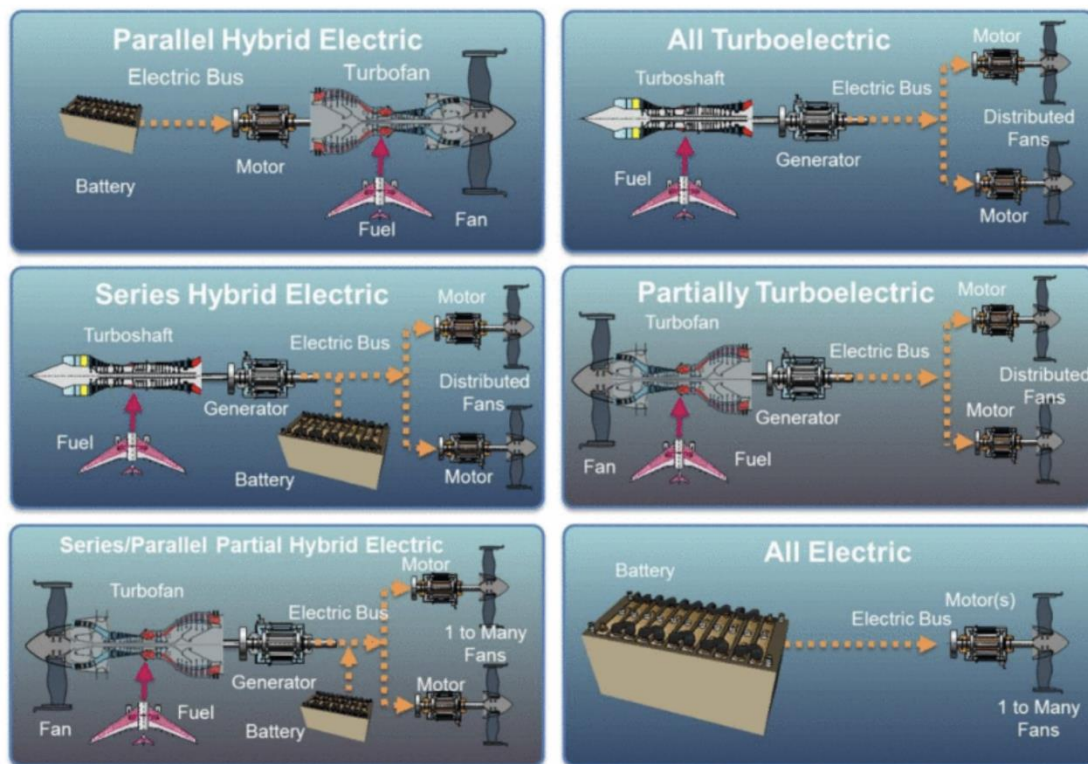 Parallel Hybrid Electric
Electric Bus
Turbofan
Battery
Motor
Fuel
Fan
All Turboelectric
Motor
Turboshaft
Electric Bus
Distributed
Fans
Generator
Fuel
Motor
Series Hybrid Electric
Motor
Turboshaft
Electric Bus
Distributed
Fans
Generator
Fuel
Battery
Motor
Partially Turboelectric
Motor
Turbofan
Electric Bus
Distributed
Fans
Generator
Motor
Fan
Fuel
Series/Parallel Partial Hybrid Electric
Motor
Turbofan
Electric Bus
1 to Many
Fans
Generator
Motor
Fuel
Fan
Battery
All Electric
Battery
Motor(s)
Electric Bus
1 to Many
Fans